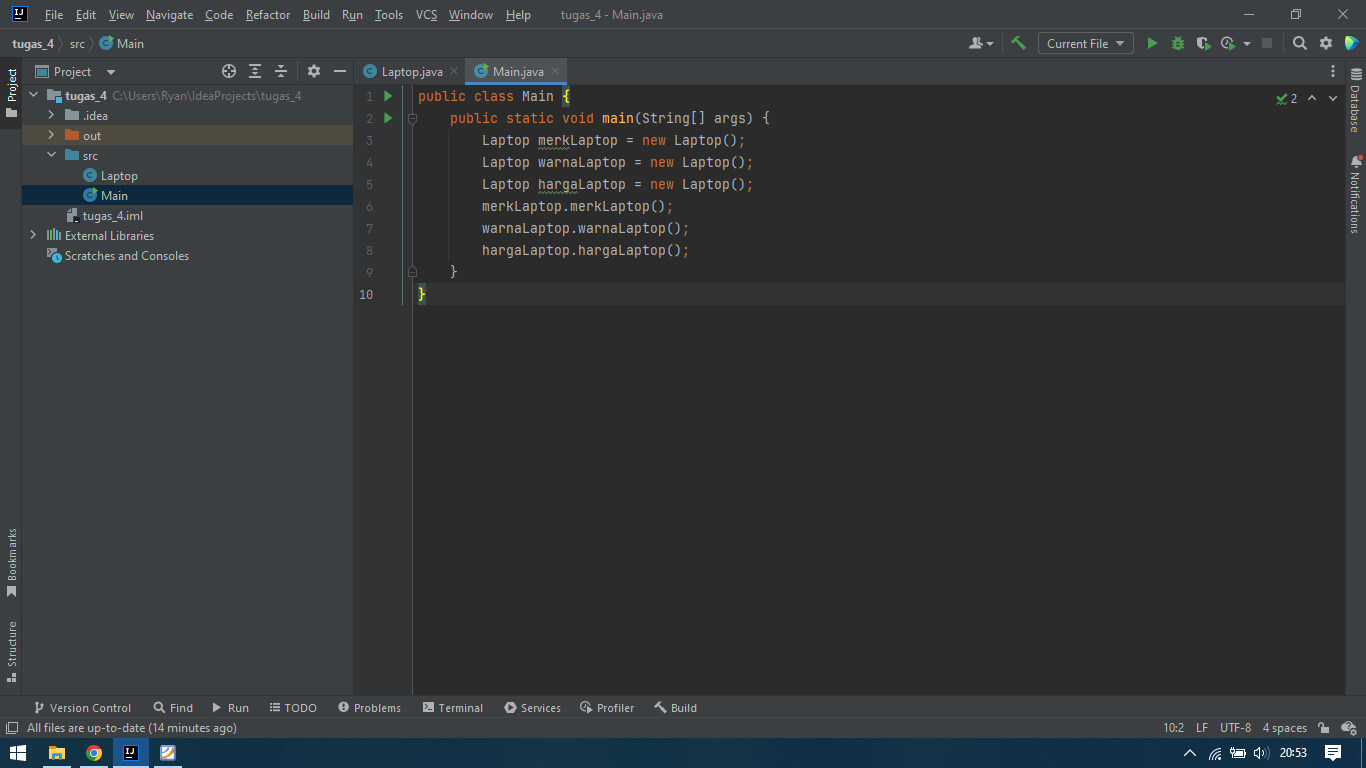 File Edit View Navigate Code Refactor Build Run Tools VCS Window Help tugas_4 - Main.java
tugas_4 src Main Current File
Project Laptop.java Main.java
tugas_4 C:\Users\Ryan\IdeaProjects\tugas_4
.idea
out
src
Laptop
Main
tugas_4.iml
External Libraries
Scratches and Consoles
1 public class Main {
2 public static void main(String[] args) {
3 Laptop merkLaptop = new Laptop();
4 Laptop warnaLaptop = new Laptop();
5 Laptop hargaLaptop = new Laptop();
6 merkLaptop.merkLaptop();
7 warnaLaptop.warnaLaptop();
8 hargaLaptop.hargaLaptop();
9 }
10 }
2
Project
Bookmarks
Structure
Database
Notifications
Version Control Find Run TODO Problems Terminal Services Profiler Build
All files are up-to-date (14 minutes ago) 10:2 LF UTF-8 4 spaces
20:53